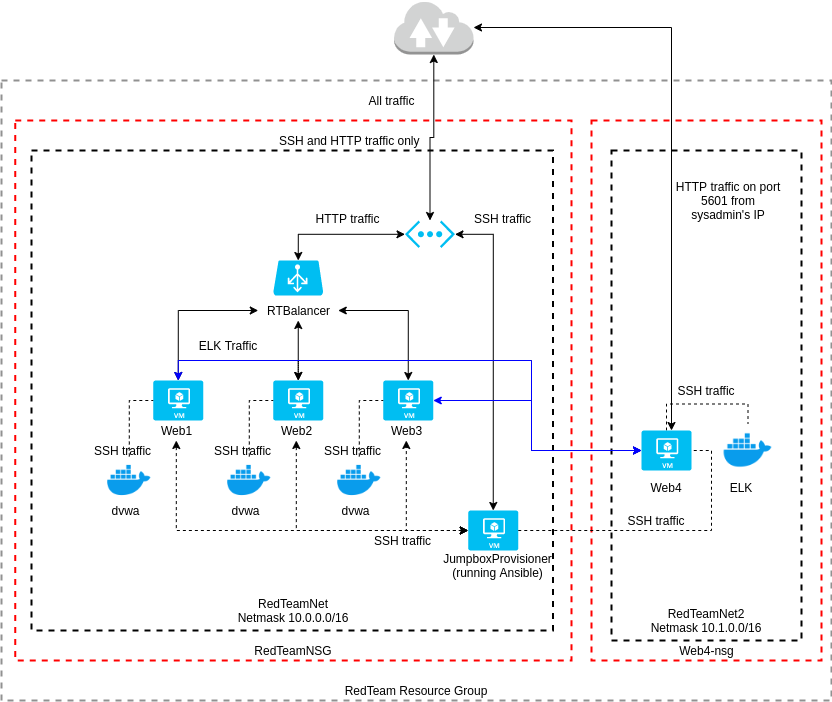 All traffic
SSH and HTTP traffic only
HTTP traffic on port
5601 from
sysadmin's IP
HTTP traffic
SSH traffic
RTBalancer
ELK Traffic
SSH traffic
VM
VM
VM
Web1
Web2
Web3
SSH traffic
SSH traffic
SSH traffic
VM
Web4
ELK
dvwa
dvwa
dvwa
SSH traffic
SSH traffic
VM
JumpboxProvisioner
(running Ansible)
RedTeamNet
Netmask 10.0.0.0/16
RedTeamNet2
Netmask 10.1.0.0/16
RedTeamNSG
Web4-nsg
RedTeam Resource Group